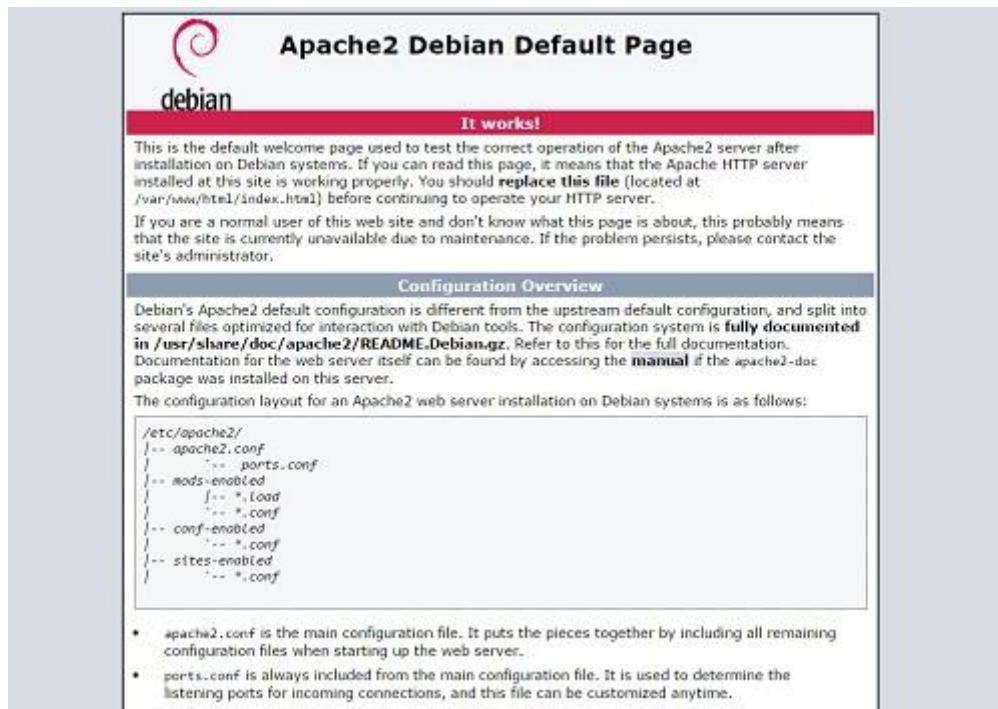 debian
Apache2 Debian Default Page
It works!
This is the default welcome page used to test the correct operation of the Apache2 server after
installation on Debian systems. If you can read this page, it means that the Apache HTTP server
installed at this site is working properly. You should replace this file (located at
/var/www/html/index.html) before continuing to operate your HTTP server.
If you are a normal user of this web site and don't know what this page is about, this probably means
that the site is currently unavailable due to maintenance. If the problem persists, please contact the
site's administrator.
Configuration Overview
Debian's Apache2 default configuration is different from the upstream default configuration, and split into
several files optimized for interaction with Debian tools. The configuration system is fully documented
in /usr/share/doc/apache2/README.Debian.gz. Refer to this for the full documentation.
Documentation for the web server itself can be found by accessing the manual if the apache2-doc
package was installed on this server.
The configuration layout for an Apache2 web server installation on Debian systems is as follows:
/etc/apache2/
|-- apache2.conf
|       `--  ports.conf
|-- mods-enabled
|       |-- *.load
|       `-- *.conf
|-- conf-enabled
|       `-- *.conf
|-- sites-enabled
|       `-- *.conf
• apache2.conf is the main configuration file. It puts the pieces together by including all remaining
configuration files when starting up the web server.
• ports.conf is always included from the main configuration file. It is used to determine the
listening ports for incoming connections, and this file can be customized anytime.